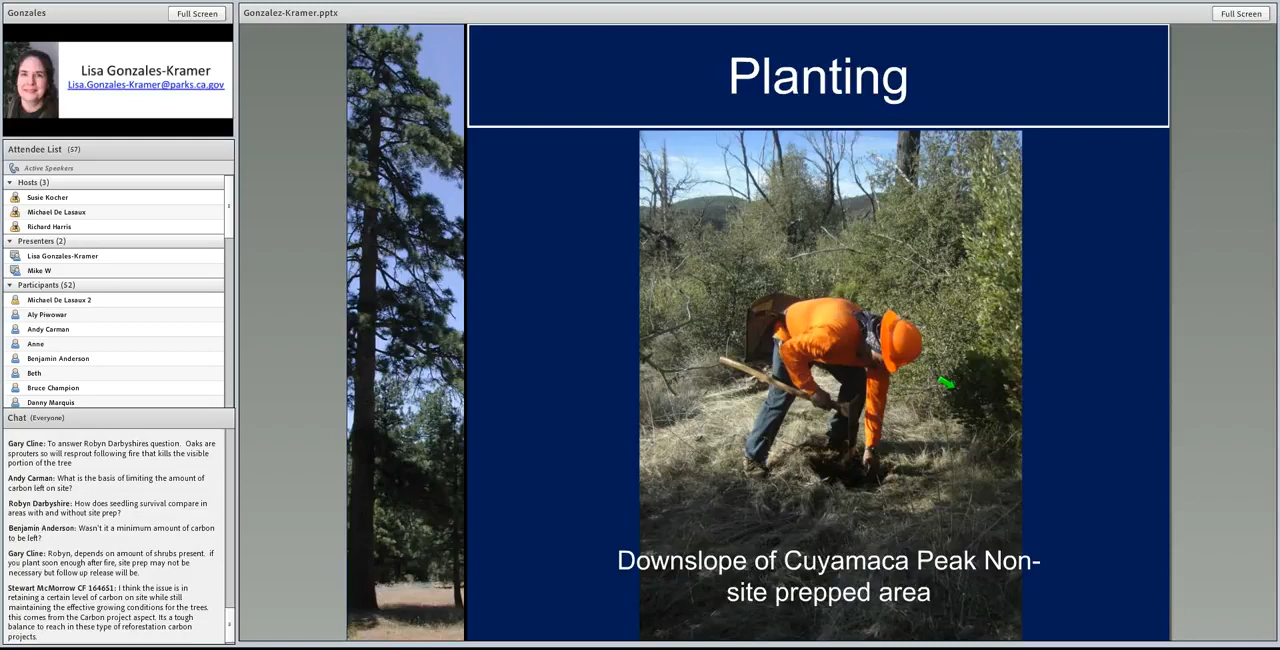 Gonzales
Full Screen
Lisa Gonzales-Kramer
Lisa.Gonzales-Kramer@parks.ca.gov
Attendee List (57)
Active Speakers
Hosts (3)
Susie Kocher
Michael De Lasaux
Richard Harris
Presenters (2)
Lisa Gonzales-Kramer
Mike W
Participants (52)
Michael De Lasaux 2
Aly Piwowar
Andy Carman
Anne
Benjamin Anderson
Beth
Bruce Champion
Danny Marquis
Chat (Everyone)
Gary Cline: To answer Robyn Darbyshires question. Oaks are
sprouters so will resprout following fire that kills the visible
portion of the tree
Andy Carman: What is the basis of limiting the amount of
carbon left on site?
Robyn Darbyshire: How does seedling survival compare in
areas with and without site prep?
Benjamin Anderson: Wasn't it a minimum amount of carbon
to be left?
Gary Cline: Robyn, depends on amount of shrubs present. if
you plant soon enough after fire, site prep may not be
necessary but follow up release will be.
Stewart McMorrow CF 164651: I think the issue is in
retaining a certain level of carbon on site while still
maintaining the effective growing conditions for the trees.
this comes from the Carbon project aspect. Its a tough
balance to reach in these type of reforestation carbon
projects.
Gonzalez-Kramer.pptx
Full Screen
Planting
Downslope of Cuyamaca Peak Non-
site prepped area